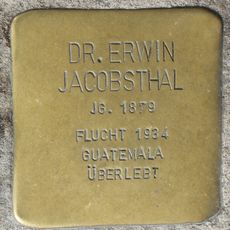 DR. ERWIN
JACOBSTHAL
JG. 1879
FLUCHT 1934
GUATEMALA
ÜBERLEBT